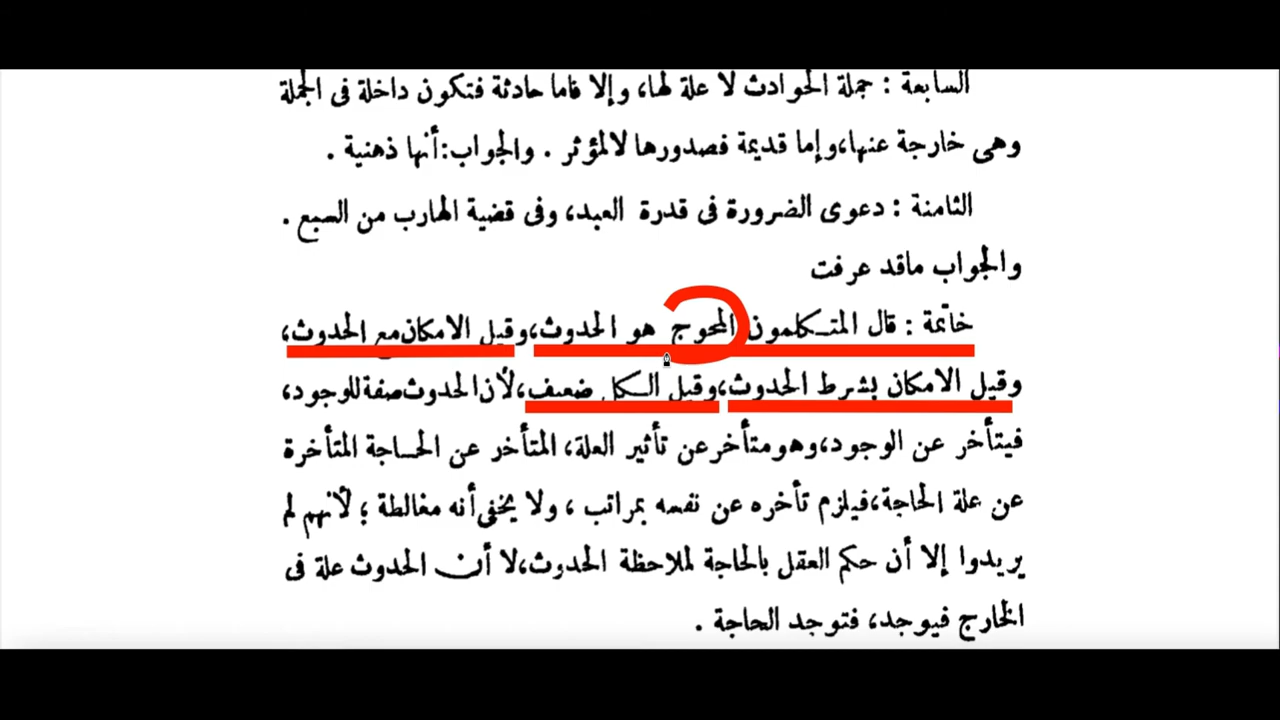 السابعة : جملة الحوادث لا علة لها، وإلا فاما حادثة فتكون داخلة فى الجملة
وهى خارجة عنها،وإما قديمة فصدورها لالمؤثر . والجواب:أنها ذهنية .
الثامنة : دعوى الضرورة فى قدرة العبد، وفى قضية الهارب من السبع .
والجواب ماقد عرفت
خاتمة : قال المتكلمون المحوج هو الحدوث،وقيل الامكان مع الحدوث،
وقيل الامكان بشرط الحدوث،وقيل الكل ضعيف،لأن الحدوث صفة للوجود،
فيتأخر عن الوجود،وهو متأخر عن تأثير العلة، المتأخر عن الحاجة المتأخرة
عن علة الحاجة،فيلزم تأخره عن نفسه بمراتب ، ولا يخفى أنه مغالطة ؛ لأنهم لم
يريدوا إلا أن حكم العقل بالحاجة لملاحظة الحدوث،لا أن الحدوث علة فى
الخارج فيوجد، فتوجد الحاجة .